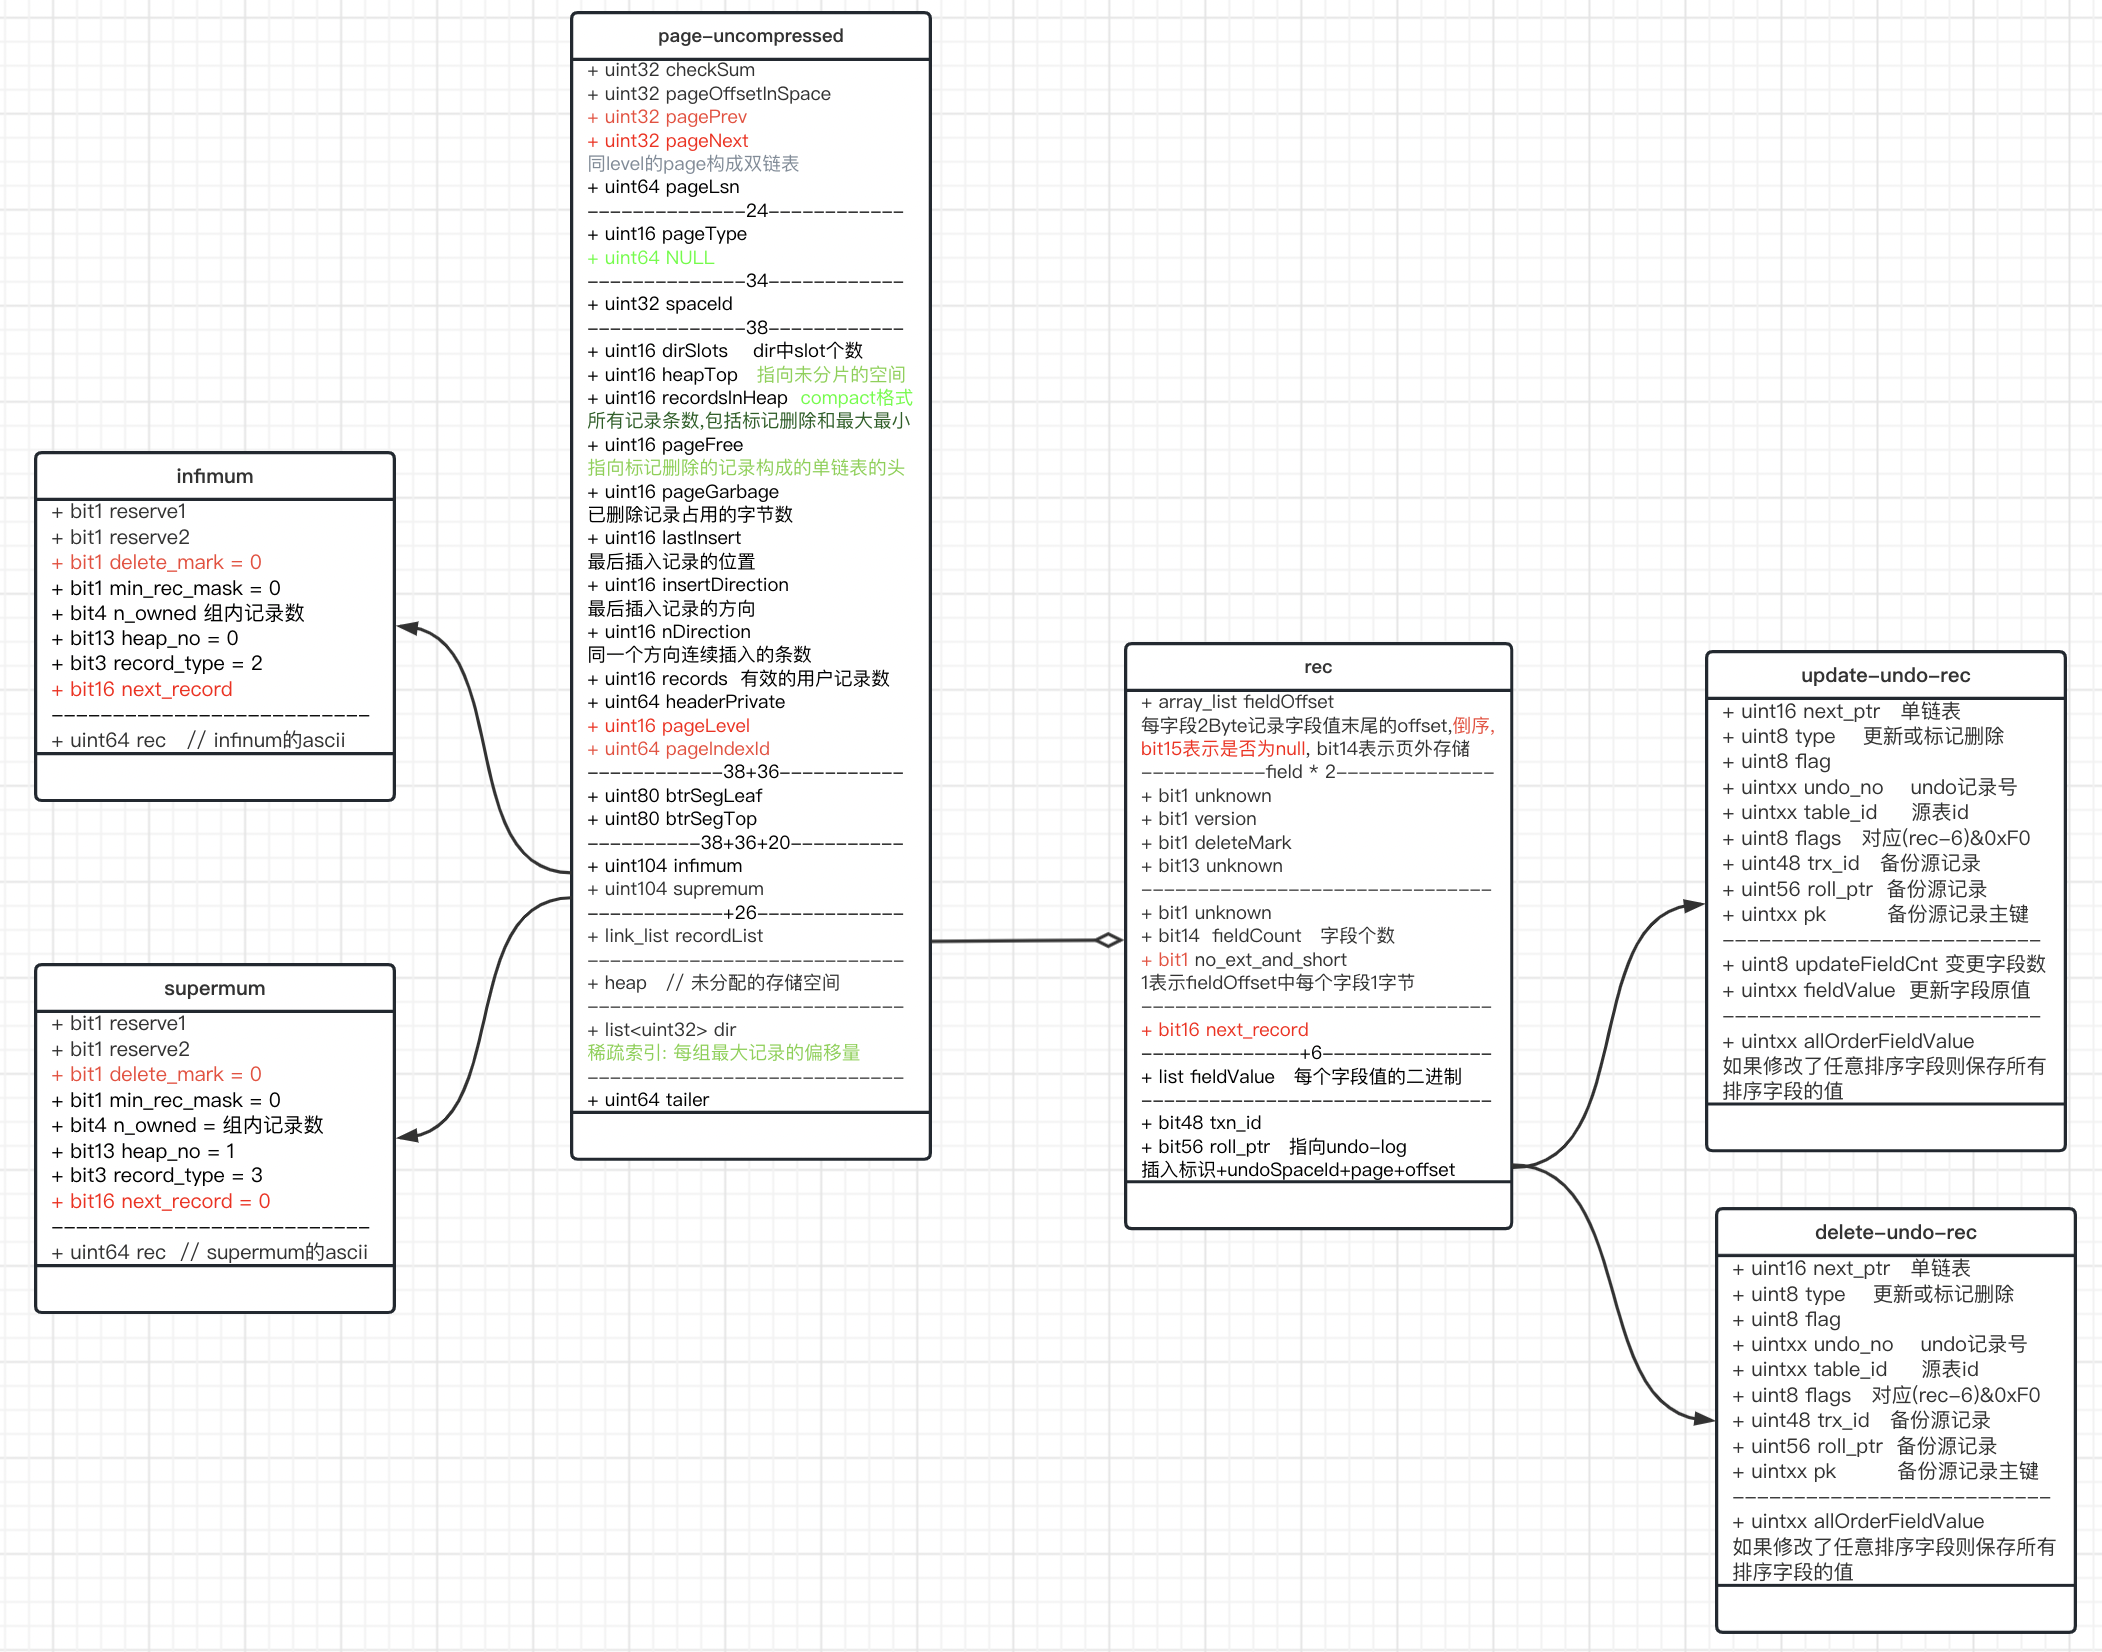 page-uncompressed
+ uint32 checkSum
+ uint32 pageOffsetInSpace
+ uint32 pagePrev
+ uint32 pageNext
同level的page构成双链表
+ uint64 pageLsn
--------------24------------
+ uint16 pageType
+ uint64 NULL
--------------34------------
+ uint32 spaceId
--------------38------------
+ uint16 dirSlots dir中slot个数
+ uint16 heapTop 指向未分片的空间
+ uint16 recordsInHeap compact格式
所有记录条数,包括标记删除和最大最小
+ uint16 pageFree
指向标记删除的记录构成的单链表的头
+ uint16 pageGarbage
已删除记录占用的字节数
+ uint16 lastInsert
最后插入记录的位置
+ uint16 insertDirection
最后插入记录的方向
+ uint16 nDirection
同一个方向连续插入的条数
+ uint16 records 有效的用户记录数
+ uint64 headerPrivate
+ uint16 pageLevel
+ uint64 pageIndexId
------------38+36-----------
+ uint80 btrSegLeaf
+ uint80 btrSegTop
----------38+36+20----------
+ uint104 infimum
+ uint104 supremum
------------+26-------------
+ link_list recordList
----------------------------
+ heap // 未分配的存储空间
----------------------------
+ list<uint32> dir
稀疏索引: 每组最大记录的偏移量
----------------------------
+ uint64 tailer
infimum
+ bit1 reserve1
+ bit1 reserve2
+ bit1 delete_mark = 0
+ bit1 min_rec_mask = 0
+ bit4 n_owned 组内记录数
+ bit13 heap_no = 0
+ bit3 record_type = 2
+ bit16 next_record
--------------------------
+ uint64 rec // infinum的ascii
supermum
+ bit1 reserve1
+ bit1 reserve2
+ bit1 delete_mark = 0
+ bit1 min_rec_mask = 0
+ bit4 n_owned = 组内记录数
+ bit13 heap_no = 1
+ bit3 record_type = 3
+ bit16 next_record = 0
--------------------------
+ uint64 rec // supermum的ascii
rec
+ array_list fieldOffset
每字段2Byte记录字段值末尾的offset,倒序,
bit15表示是否为null, bit14表示页外存储
-----------field * 2--------------
+ bit1 unknown
+ bit1 version
+ bit1 deleteMark
+ bit13 unknown
-------------------------------
+ bit1 unknown
+ bit14 fieldCount 字段个数
+ bit1 no_ext_and_short
1表示fieldOffset中每个字段1字节
-------------------------------
+ bit16 next_record
--------------+6---------------
+ list fieldValue 每个字段值的二进制
-------------------------------
+ bit48 txn_id
+ bit56 roll_ptr 指向undo-log
插入标识+undoSpaceId+page+offset
update-undo-rec
+ uint16 next_ptr 单链表
+ uint8 type 更新或标记删除
+ uint8 flag
+ uintxx undo_no undo记录号
+ uintxx table_id 源表id
+ uint8 flags 对应(rec-6)&0xF0
+ uint48 trx_id 备份源记录
+ uint56 roll_ptr 备份源记录
+ uintxx pk 备份源记录主键
--------------------------
+ uint8 updateFieldCnt 变更字段数
+ uintxx fieldValue 更新字段原值
--------------------------
+ uintxx allOrderFieldValue
如果修改了任意排序字段则保存所有
排序字段的值
delete-undo-rec
+ uint16 next_ptr 单链表
+ uint8 type 更新或标记删除
+ uint8 flag
+ uintxx undo_no undo记录号
+ uintxx table_id 源表id
+ uint8 flags 对应(rec-6)&0xF0
+ uint48 trx_id 备份源记录
+ uint56 roll_ptr 备份源记录
+ uintxx pk 备份源记录主键
--------------------------
+ uintxx allOrderFieldValue
如果修改了任意排序字段则保存所有
排序字段的值